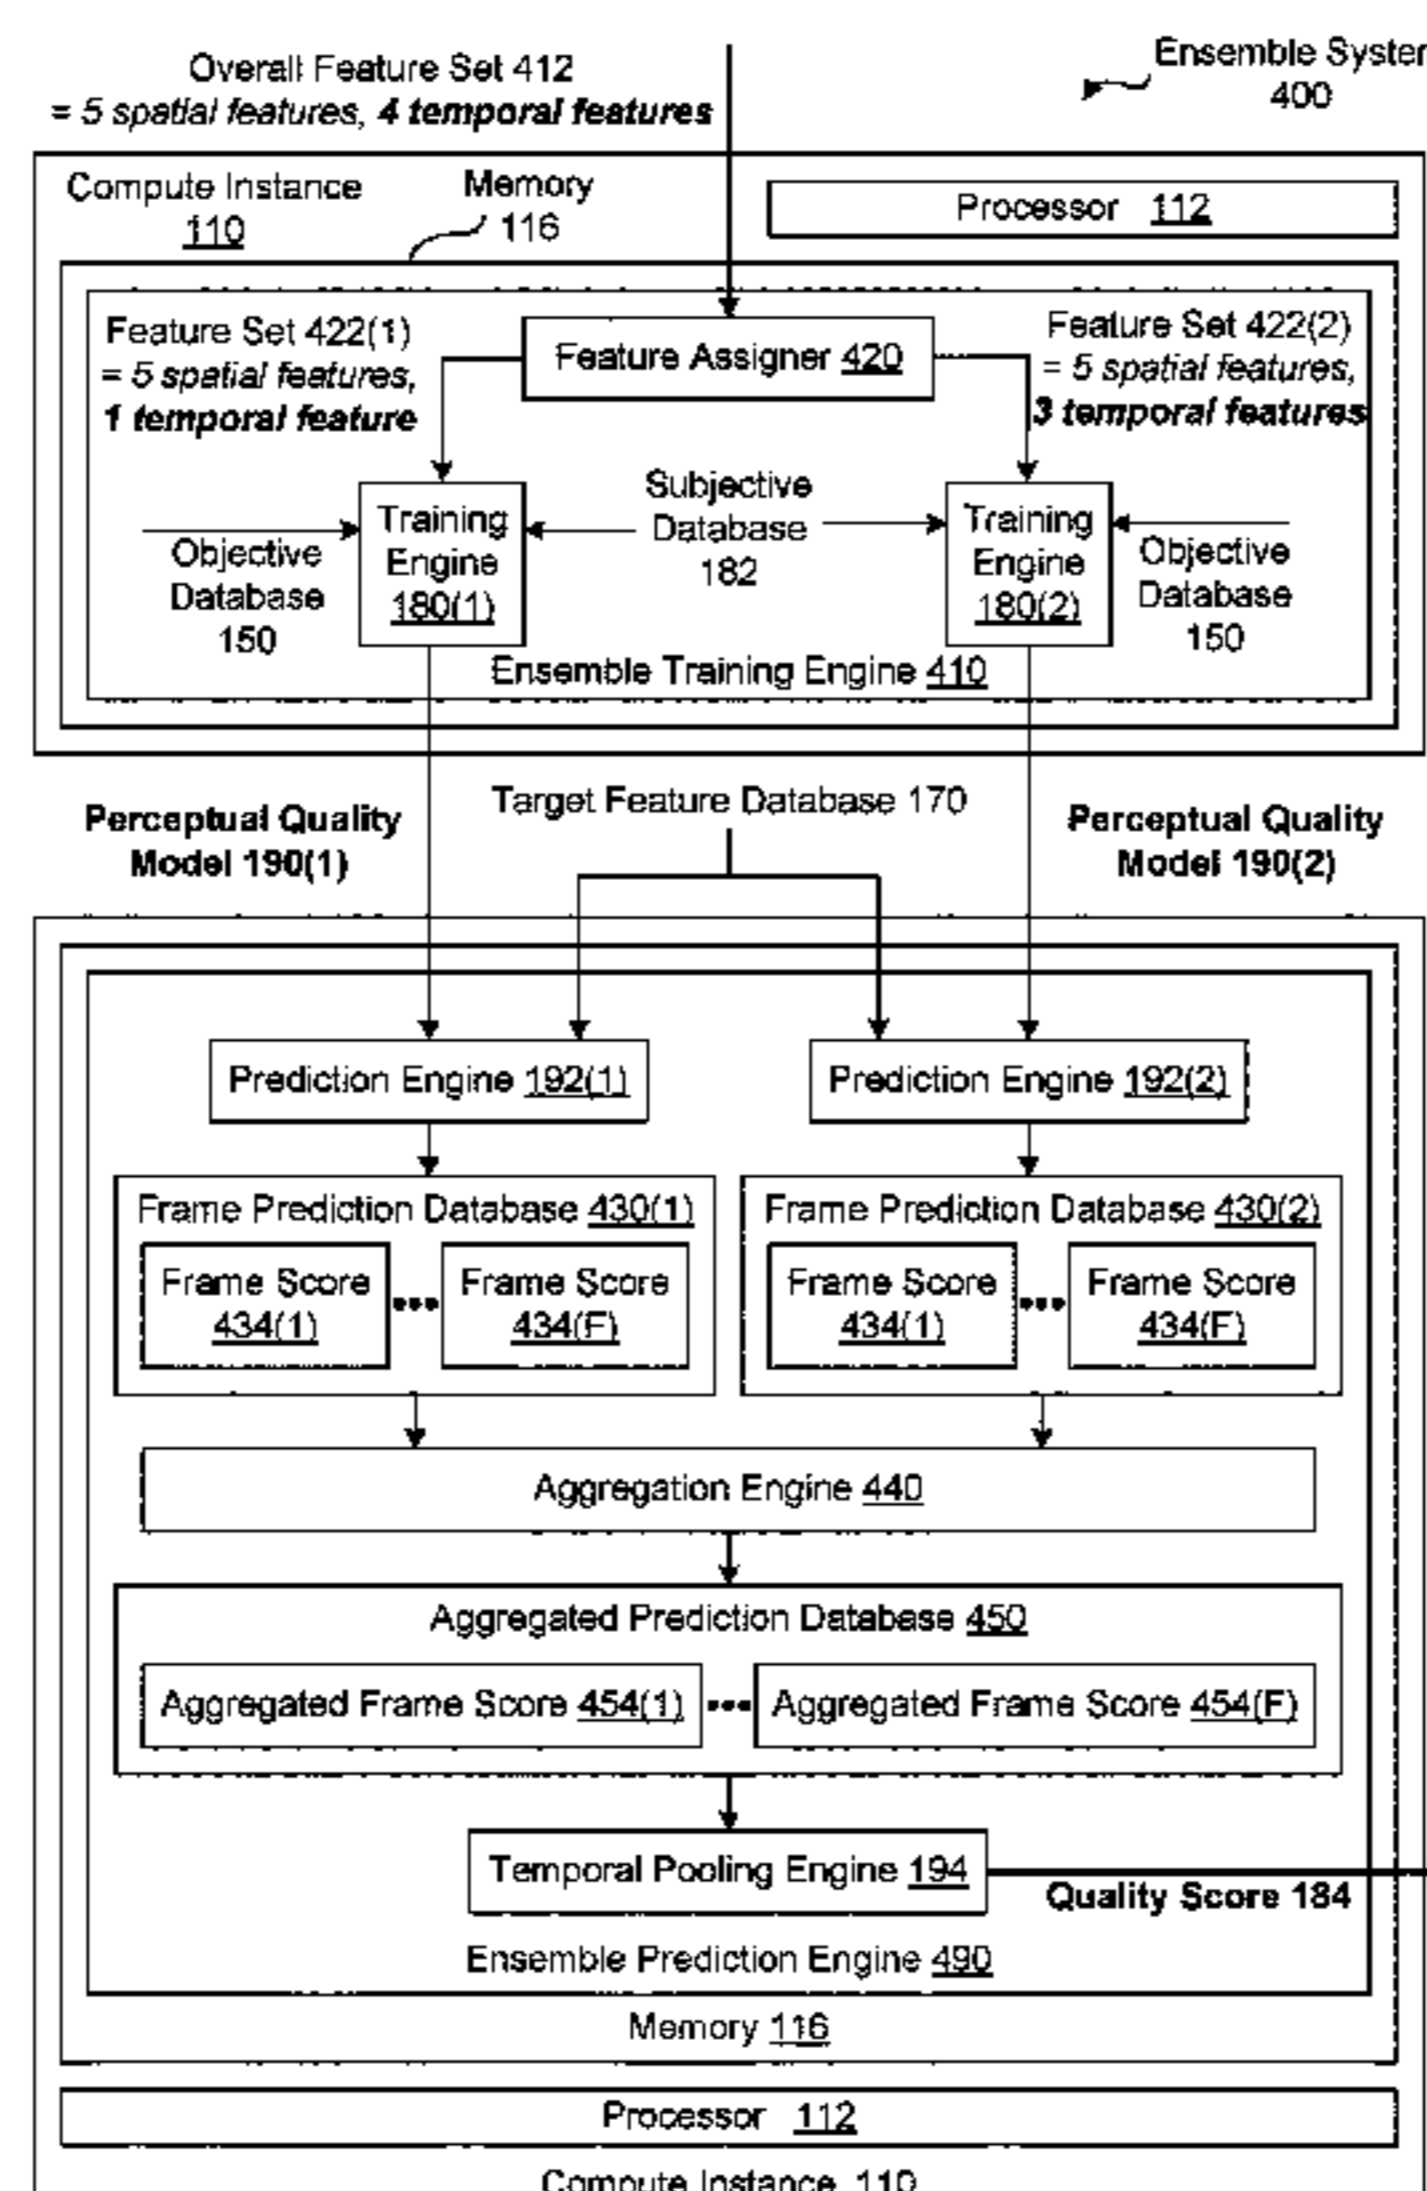 Overall Feature Set 412
= 5 spatial features, 4 temporal features
Ensemble
400
Compute Instance
110
Memory
116
Processor 112
Feature Set 422(1)
= 5 spatial features,
1 temporal feature
Feature Assigner 420
Feature Set 422(2)
= 5 spatial features,
3 temporal features
Objective
Database
150
Training
Engine
180(1)
Subjective
Database
182
Training
Engine
180(2)
Objective
Database
150
Ensemble Training Engine 410
Perceptual Quality
Model 190(1)
Target Feature Database 170
Perceptual Quality
Model 190(2)
Prediction Engine 192(1)
Prediction Engine 192(2)
Frame Prediction Database 430(1)
Frame Score
434(1)
•••
Frame Score
434(F)
Frame Prediction Database 430(2)
Frame Score
434(1)
•••
Frame Score
434(F)
Aggregation Engine 440
Aggregated Prediction Database 450
Aggregated Frame Score 454(1) ••• Aggregated Frame Score 454(F)
Temporal Pooling Engine 194
Quality Score 184
Ensemble Prediction Engine 490
Memory 116
Processor 112
Compute Instance 110